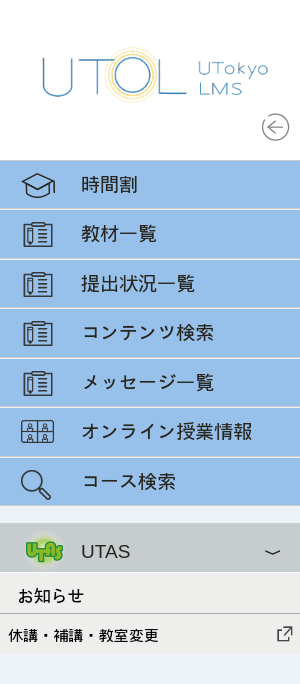 UTOL UTokyo
LMS
時間割
教材一覧
提出状況一覧
コンテンツ検索
メッセージ一覧
オンライン授業情報
コース検索
UTAS UTAS
お知らせ
休講・補講・教室変更